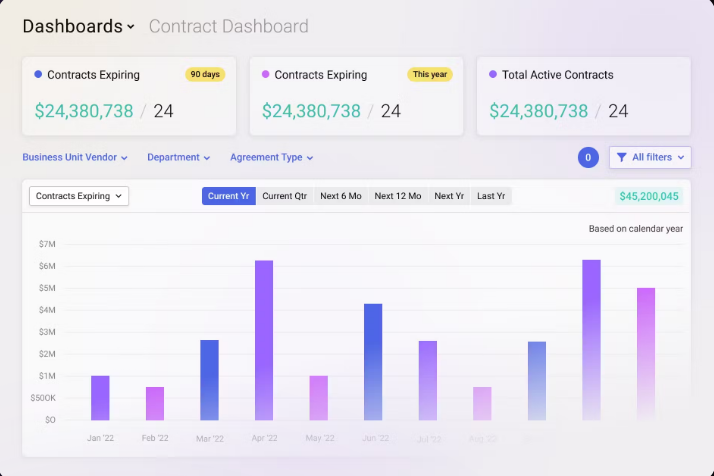 Dashboards Contract Dashboard
Contracts Expiring 90 days
$24,380,738 / 24
Contracts Expiring This year
$24,380,738 / 24
Total Active Contracts
$24,380,738 / 24
Business Unit Vendor Department Agreement Type 0 All filters
Contracts Expiring Current Yr Current Qtr Next 6 Mo Next 12 Mo Next Yr Last Yr $45,200,045
Based on calendar year
$7M
$6M
$5M
$4M
$3M
$2M
$1M
$500K
$0
Jan '22 Feb '22 Mar '22 Apr '22 May '22 Jun '22 Jul '22 Aug '22